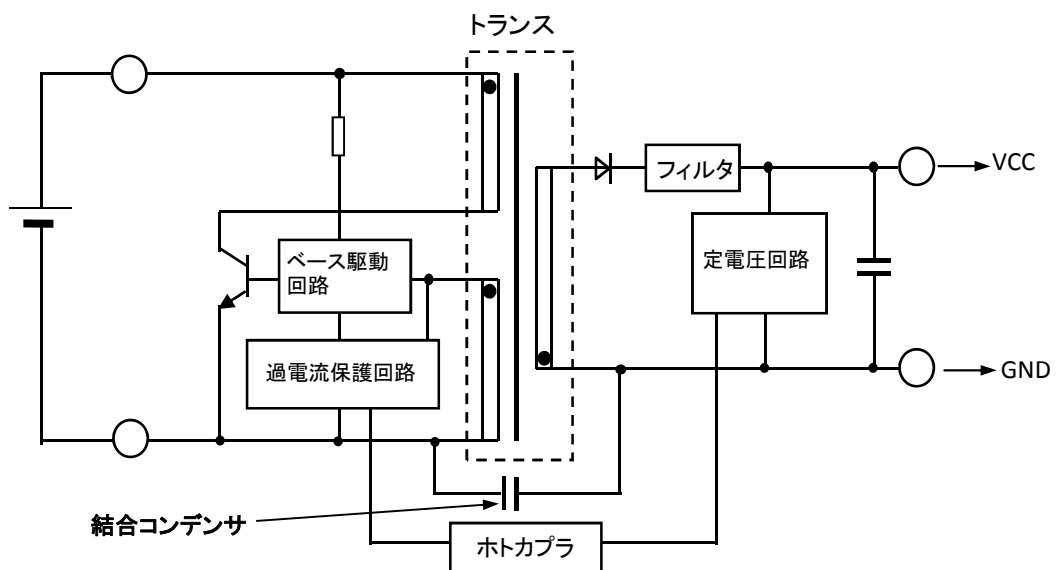 トランス
フィルタ
VCC
ベース駆動
回路
定電圧回路
過電流保護回路
GND
結合コンデンサ
ホトカプラ